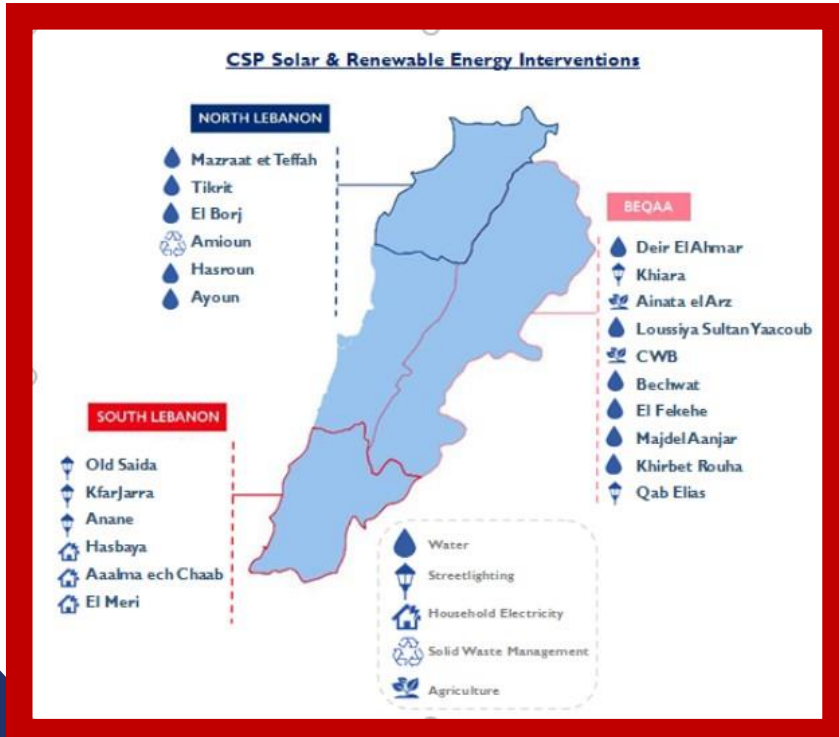 CSP Solar & Renewable Energy Interventions
NORTH LEBANON
Mazraat et Teffah
Tikrit
El Borj
Amioun
Hasroun
Ayoun
BEQAA
Deir El Ahmar
Khiara
Ainata el Arz
Loussiya Sultan Yaacoub
CWB
Bechwat
El Fekehe
Majdel Aanjar
Khirbet Rouha
Qab Elias
SOUTH LEBANON
Old Saida
KfarJarra
Anane
Hasbaya
Aaalma ech Chaab
El Meri
Water
Streetlighting
Household Electricity
Solid Waste Management
Agriculture